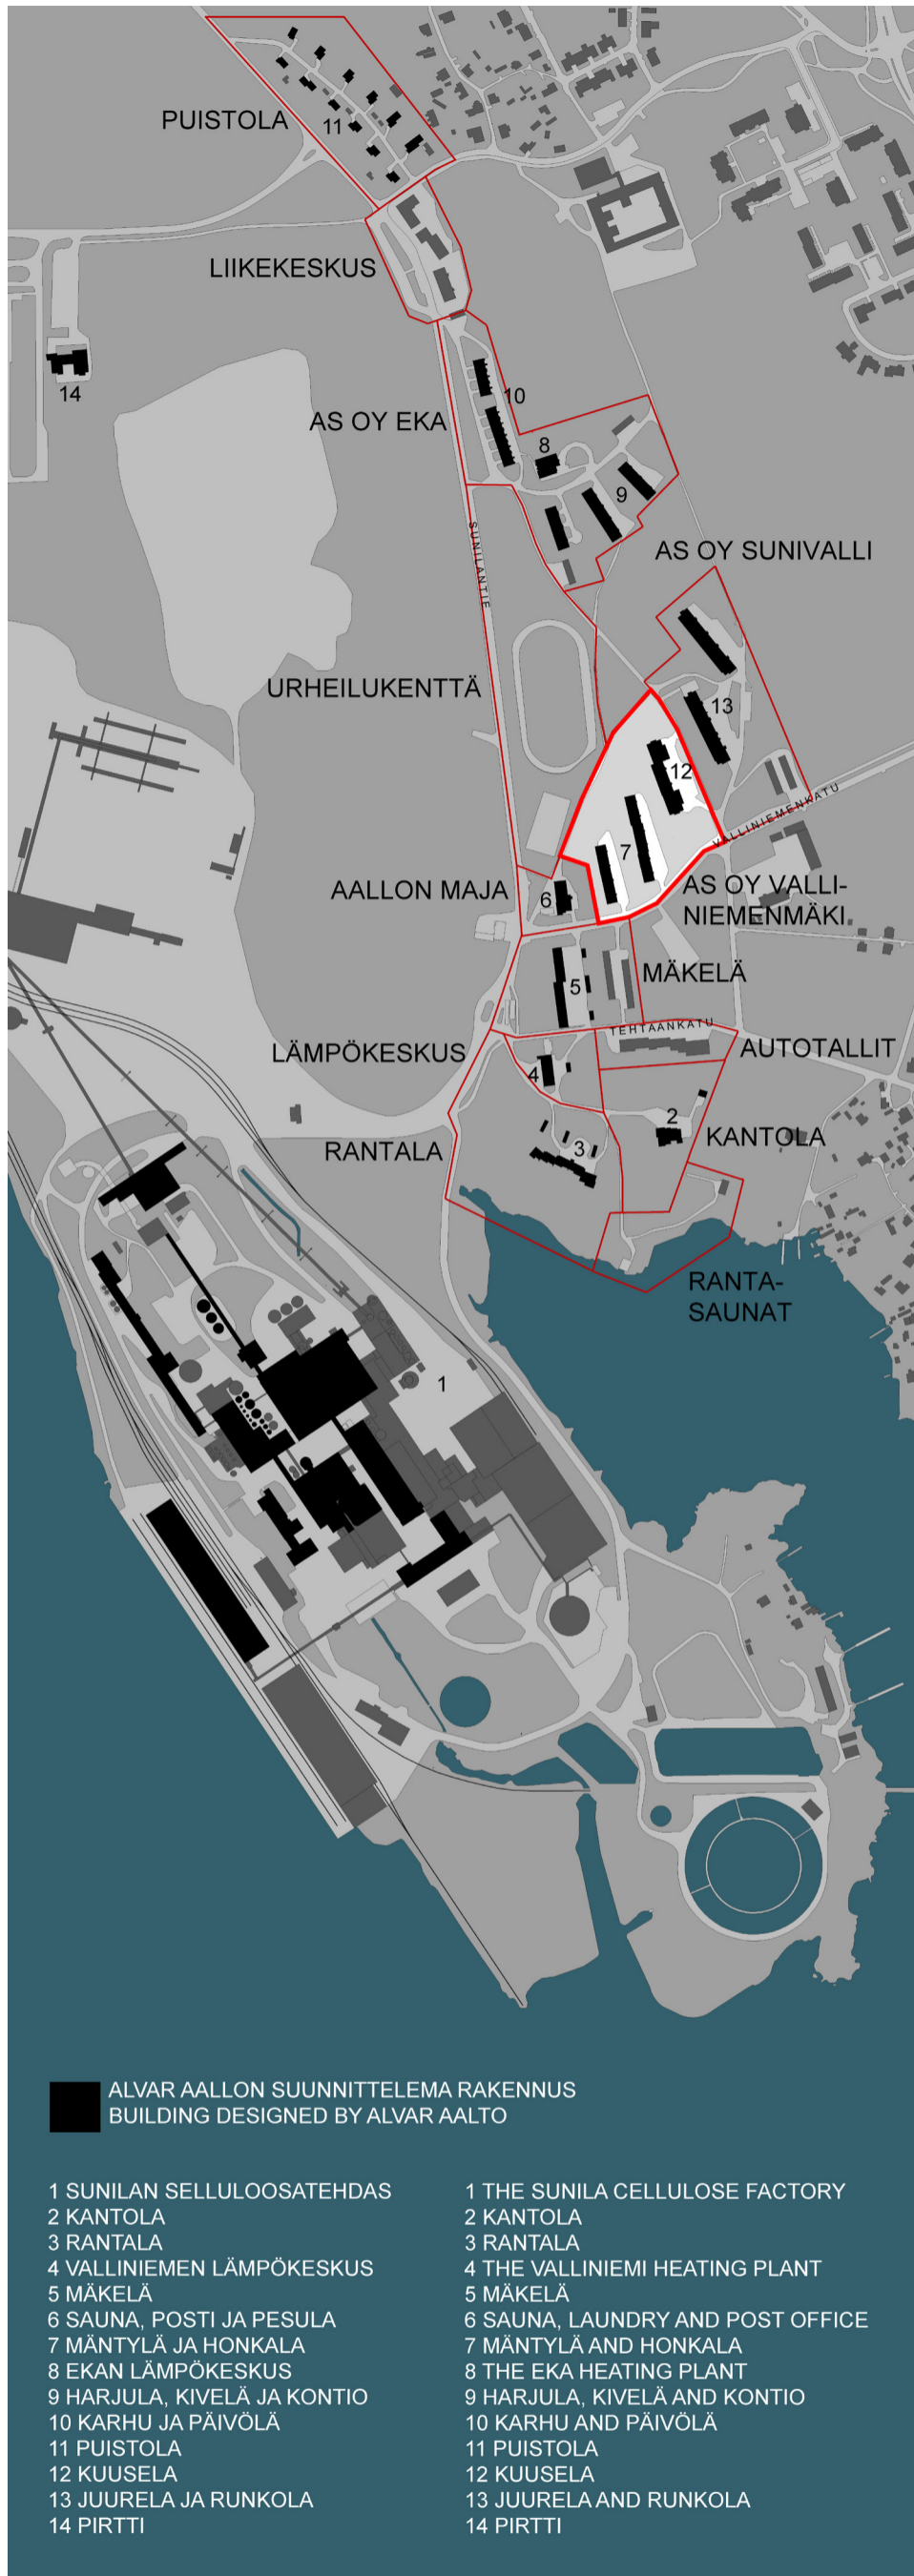 PUISTOLA
11
LIIKEKESKUS
14
10
AS OY EKA
8
9
SUNILANTIE
AS OY SUNIVALLI
URHEILUKENTTÄ
13
12
VALLINIEMENKATU
7
AALLON MAJA
6
AS OY VALLI-
NIEMENMÄKI
MÄKELÄ
5
TEHTAANKATU
LÄMPÖKESKUS
AUTOTALLIT
4
2
KANTOLA
RANTALA
3
RANTA-
SAUNAT
1
ALVAR AALLON SUUNNITTELEMA RAKENNUS
BUILDING DESIGNED BY ALVAR AALTO
1 SUNILAN SELLULOOSATEHDAS
2 KANTOLA
3 RANTALA
4 VALLINIEMEN LÄMPÖKESKUS
5 MÄKELÄ
6 SAUNA, POSTI JA PESULA
7 MÄNTYLÄ JA HONKALA
8 EKAN LÄMPÖKESKUS
9 HARJULA, KIVELÄ JA KONTIO
10 KARHU JA PÄIVÖLÄ
11 PUISTOLA
12 KUUSELA
13 JUURELA JA RUNKOLA
14 PIRTTI
1 THE SUNILA CELLULOSE FACTORY
2 KANTOLA
3 RANTALA
4 THE VALLINIEMI HEATING PLANT
5 MÄKELÄ
6 SAUNA, LAUNDRY AND POST OFFICE
7 MÄNTYLÄ AND HONKALA
8 THE EKA HEATING PLANT
9 HARJULA, KIVELÄ AND KONTIO
10 KARHU AND PÄIVÖLÄ
11 PUISTOLA
12 KUUSELA
13 JUURELA AND RUNKOLA
14 PIRTTI